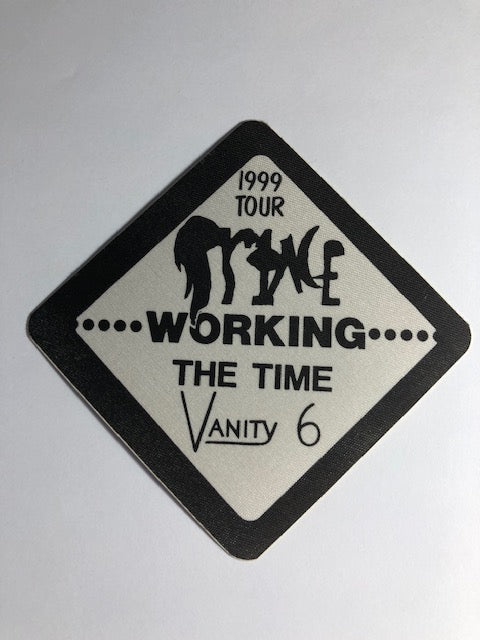 1999
TOUR
PRINCE
••••WORKING••••
THE TIME
VANITY 6